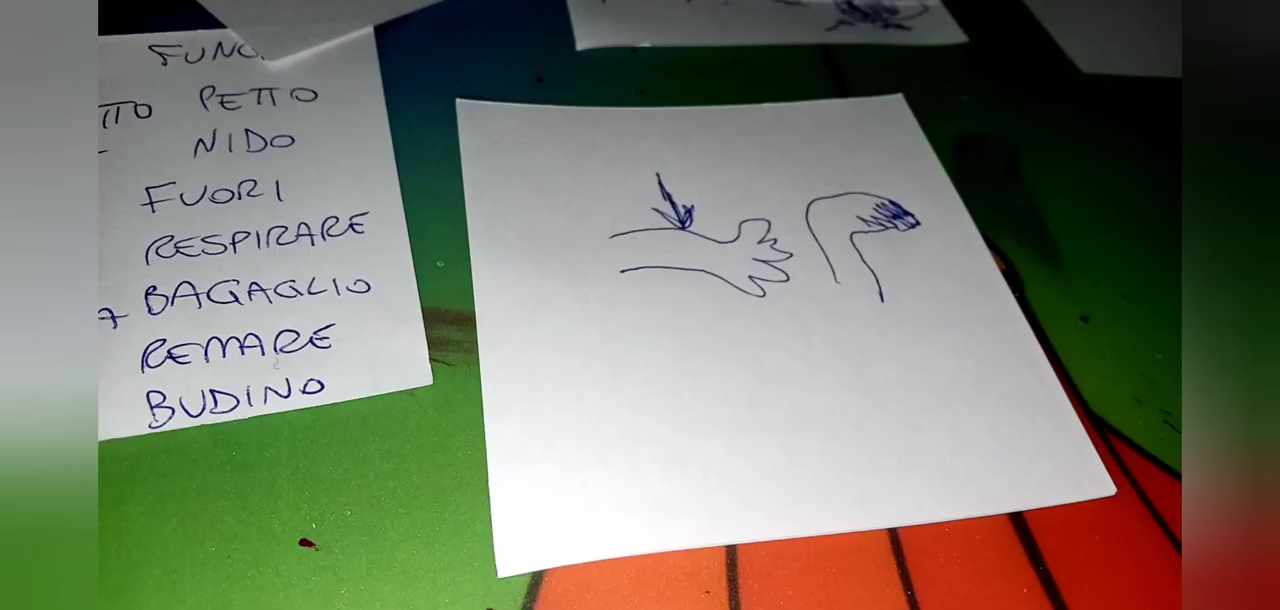 PETTO
NIDO
FUORI
RESPIRARE
BAGAGLIO
REMARE
BUDINO